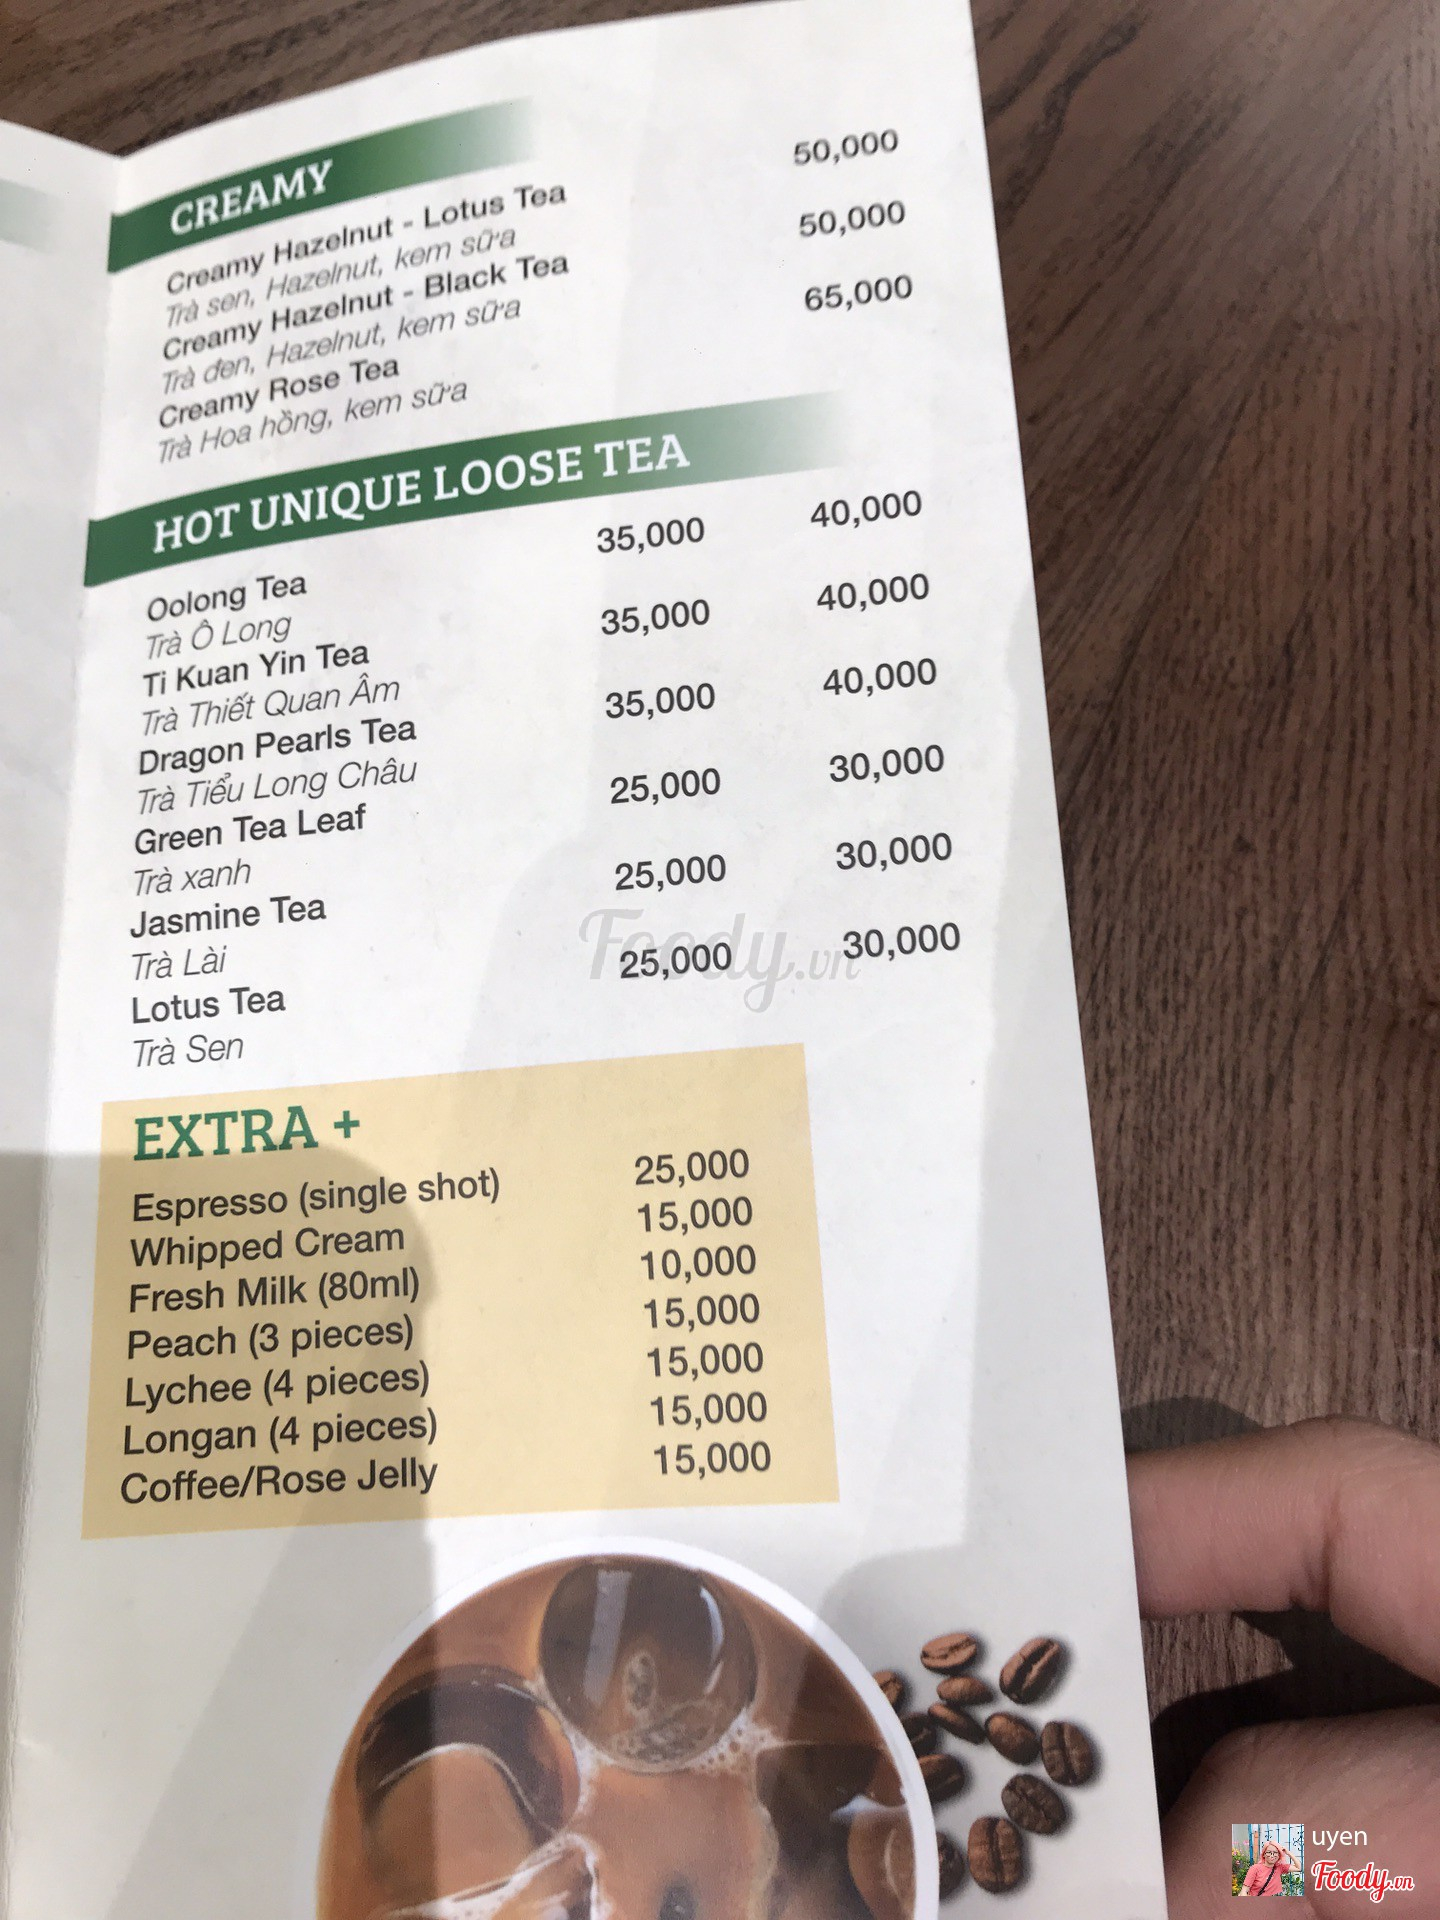 CREAMY
Creamy Hazelnut - Lotus Tea 50,000
Trà sen, Hazelnut, kem sữa
Creamy Hazelnut - Black Tea 50,000
Trà đen, Hazelnut, kem sữa
Creamy Rose Tea 65,000
Trà Hoa hồng, kem sữa
HOT UNIQUE LOOSE TEA
Oolong Tea 35,000 40,000
Trà Ô Long
Ti Kuan Yin Tea 35,000 40,000
Trà Thiết Quan Âm
Dragon Pearls Tea 35,000 40,000
Trà Tiểu Long Châu
Green Tea Leaf 25,000 30,000
Trà xanh
Jasmine Tea 25,000 30,000
Trà Lài
Lotus Tea 25,000 30,000
Trà Sen
Foody.vn
EXTRA +
Espresso (single shot) 25,000
Whipped Cream 15,000
Fresh Milk (80ml) 10,000
Peach (3 pieces) 15,000
Lychee (4 pieces) 15,000
Longan (4 pieces) 15,000
Coffee/Rose Jelly 15,000
uyen
Foody.vn